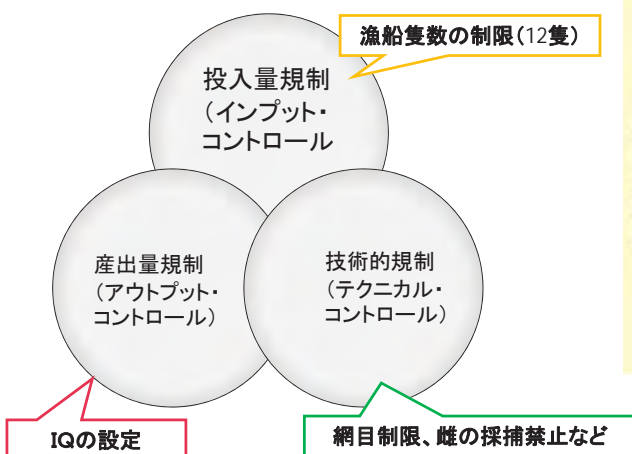 漁船隻数の制限（12隻）
投入量規制
（インプット・
コントロール
産出量規制
（アウトプット・
コントロール）
技術的規制
（テクニカル・
コントロール）
IQの設定
網目制限、雌の採捕禁止など